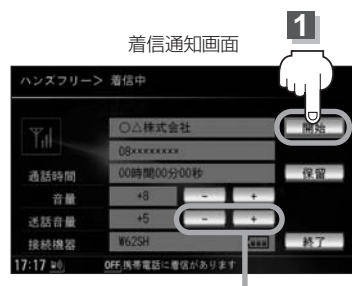 着信通知画面
1
ハンズフリー＞ 着信中
〇△株式会社
開始
08××××××××
通話時間
00時間00分00秒
保留
音量
+8
-
+
送話音量
+5
-
+
接続機器
W62SH
終了
17:17
OFF 携帯電話に着信があります